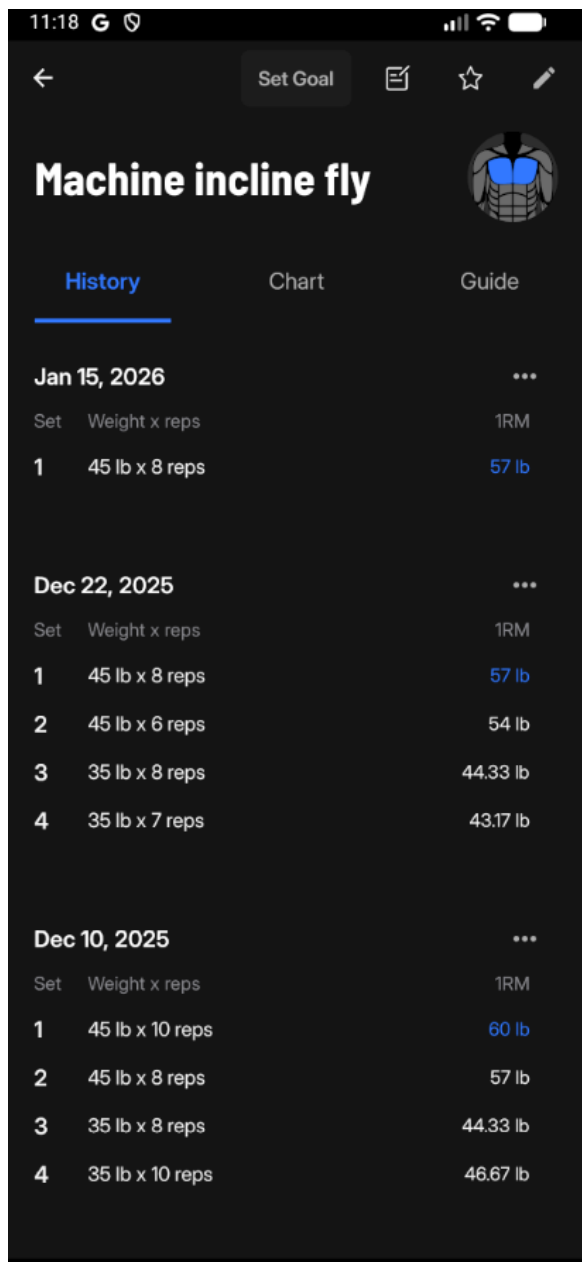 11:18 G
Set Goal
Machine incline fly
History Chart Guide
Jan 15, 2026
Set Weight x reps 1RM
1 45 lb x 8 reps 57 lb
Dec 22, 2025
Set Weight x reps 1RM
1 45 lb x 8 reps 57 lb
2 45 lb x 6 reps 54 lb
3 35 lb x 8 reps 44.33 lb
4 35 lb x 7 reps 43.17 lb
Dec 10, 2025
Set Weight x reps 1RM
1 45 lb x 10 reps 60 lb
2 45 lb x 8 reps 57 lb
3 35 lb x 8 reps 44.33 lb
4 35 lb x 10 reps 46.67 lb